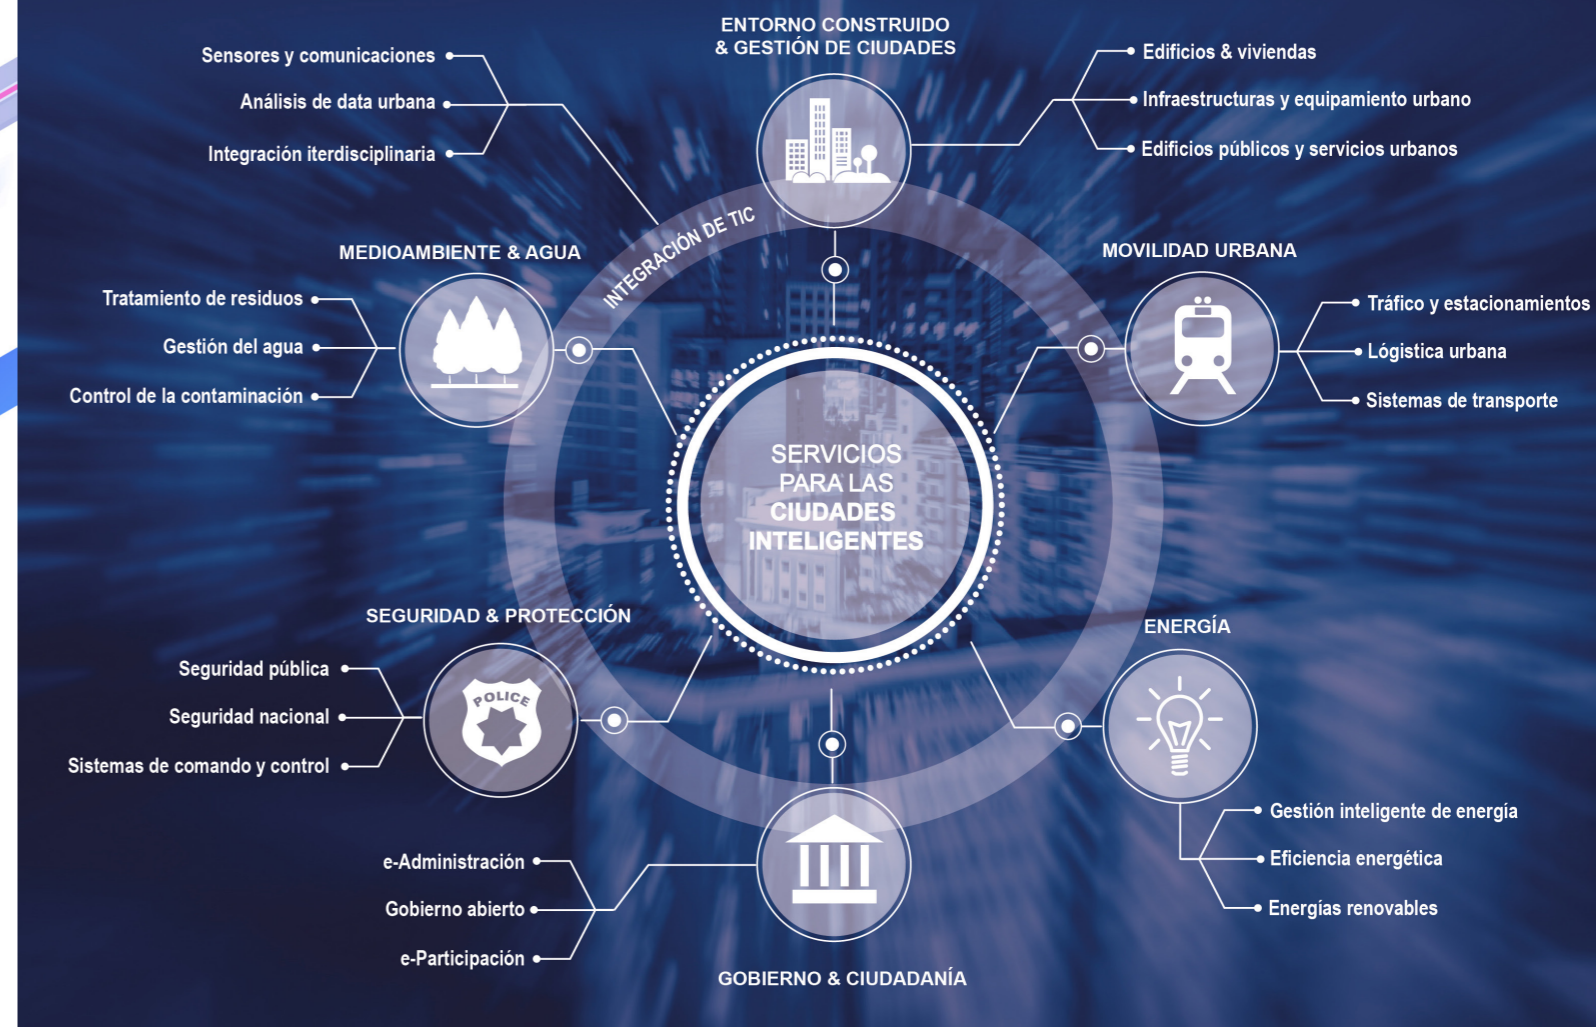 ENTORNO CONSTRUIDO
& GESTIÓN DE CIUDADES
Sensores y comunicaciones
Análisis de data urbana
Integración iterdisciplinaria
Edificios & viviendas
Infraestructuras y equipamiento urbano
Edificios públicos y servicios urbanos
INTEGRACIÓN DE TIC
MEDIOAMBIENTE & AGUA
Tratamiento de residuos
Gestión del agua
Control de la contaminación
MOVILIDAD URBANA
Tráfico y estacionamientos
Lógistica urbana
Sistemas de transporte
SERVICIOS
PARA LAS
CIUDADES
INTELIGENTES
SEGURIDAD & PROTECCIÓN
POLICE
Seguridad pública
Seguridad nacional
Sistemas de comando y control
ENERGÍA
Gestión inteligente de energía
Eficiencia energética
Energías renovables
e-Administración
Gobierno abierto
e-Participación
GOBIERNO & CIUDADANÍA